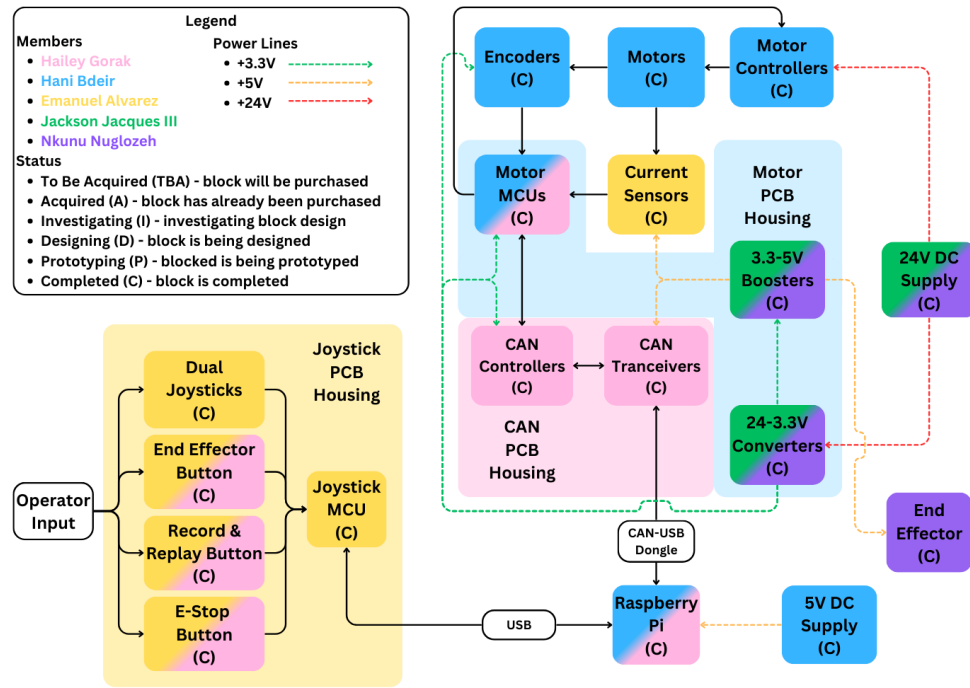 Legend
Members
• Hailey Gorak
• Hani Bdeir
• Emanuel Alvarez
• Jackson Jacques III
• Nkunu Nuglozeh
Power Lines
• +3.3V
• +5V
• +24V
Status
• To Be Acquired (TBA) - block will be purchased
• Acquired (A) - block has already been purchased
• Investigating (I) - investigating block design
• Designing (D) - block is being designed
• Prototyping (P) - blocked is being prototyped
• Completed (C) - block is completed
Encoders
(C)
Motors
(C)
Motor
Controllers
(C)
Motor
MCUs
(C)
Current
Sensors
(C)
Motor
PCB
Housing
3.3-5V
Boosters
(C)
24V DC
Supply
(C)
CAN
Controllers
(C)
CAN
Tranceivers
(C)
CAN
PCB
Housing
24-3.3V
Converters
(C)
End
Effector
(C)
Joystick
PCB
Housing
Dual
Joysticks
(C)
End Effector
Button
(C)
Operator
Input
Record &
Replay Button
(C)
E-Stop
Button
(C)
Joystick
MCU
(C)
CAN-USB
Dongle
USB
Raspberry
Pi
(C)
5V DC
Supply
(C)